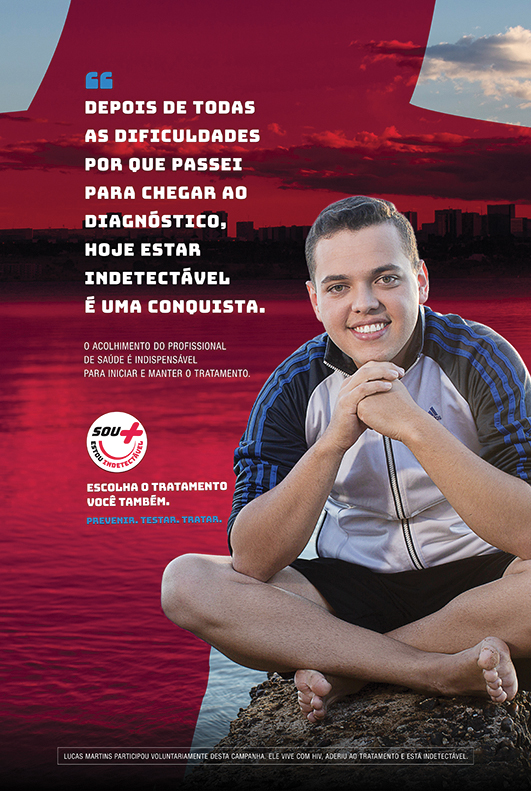 “
DEPOIS DE TODAS
AS DIFICULDADES
POR QUE PASSEI
PARA CHEGAR AO
DIAGNÓSTICO,
HOJE ESTAR
INDETECTÁVEL
É UMA CONQUISTA.
O ACOLHIMENTO DO PROFISSIONAL
DE SAÚDE É INDISPENSÁVEL
PARA INICIAR E MANTER O TRATAMENTO.
SOU+
ESTOU INDETECTÁVEL
ESCOLHA O TRATAMENTO
VOCÊ TAMBÉM.
PREVENIR. TESTAR. TRATAR.
adidas
LUCAS MARTINS PARTICIPOU VOLUNTARIAMENTE DESTA CAMPANHA. ELE VIVE COM HIV, ADERIU AO TRATAMENTO E ESTÁ INDETECTÁVEL.